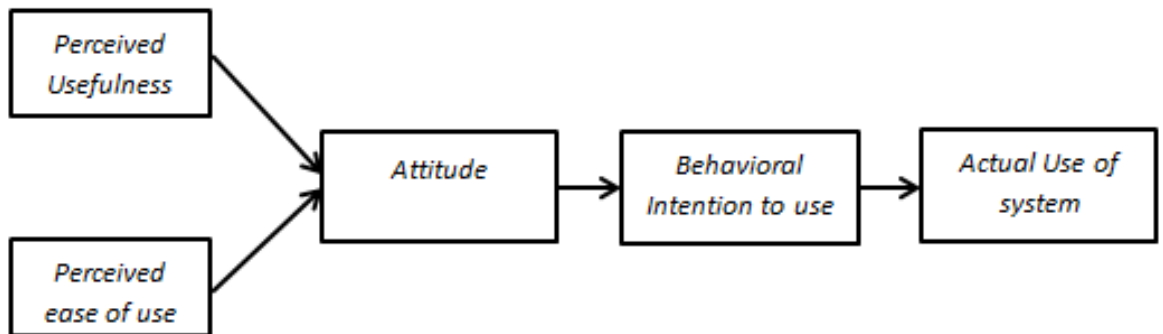 Perceived
Usefulness
Attitude
Behavioral
Intention to use
Actual Use of
system
Perceived
ease of use